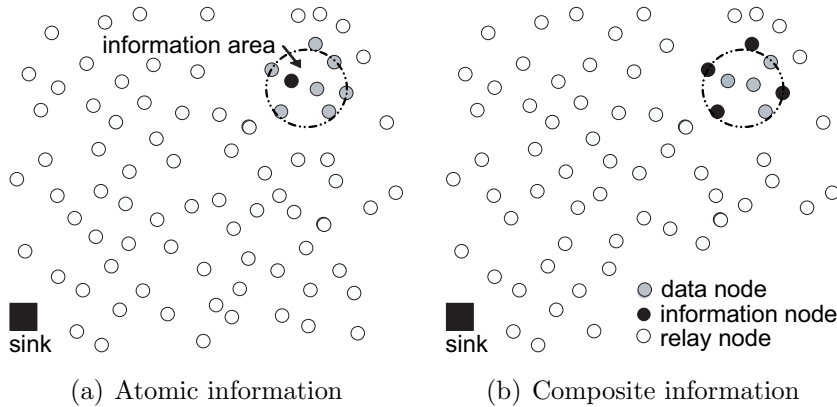 information area
data node
information node
relay node
sink
sink
(a) Atomic information
(b) Composite information